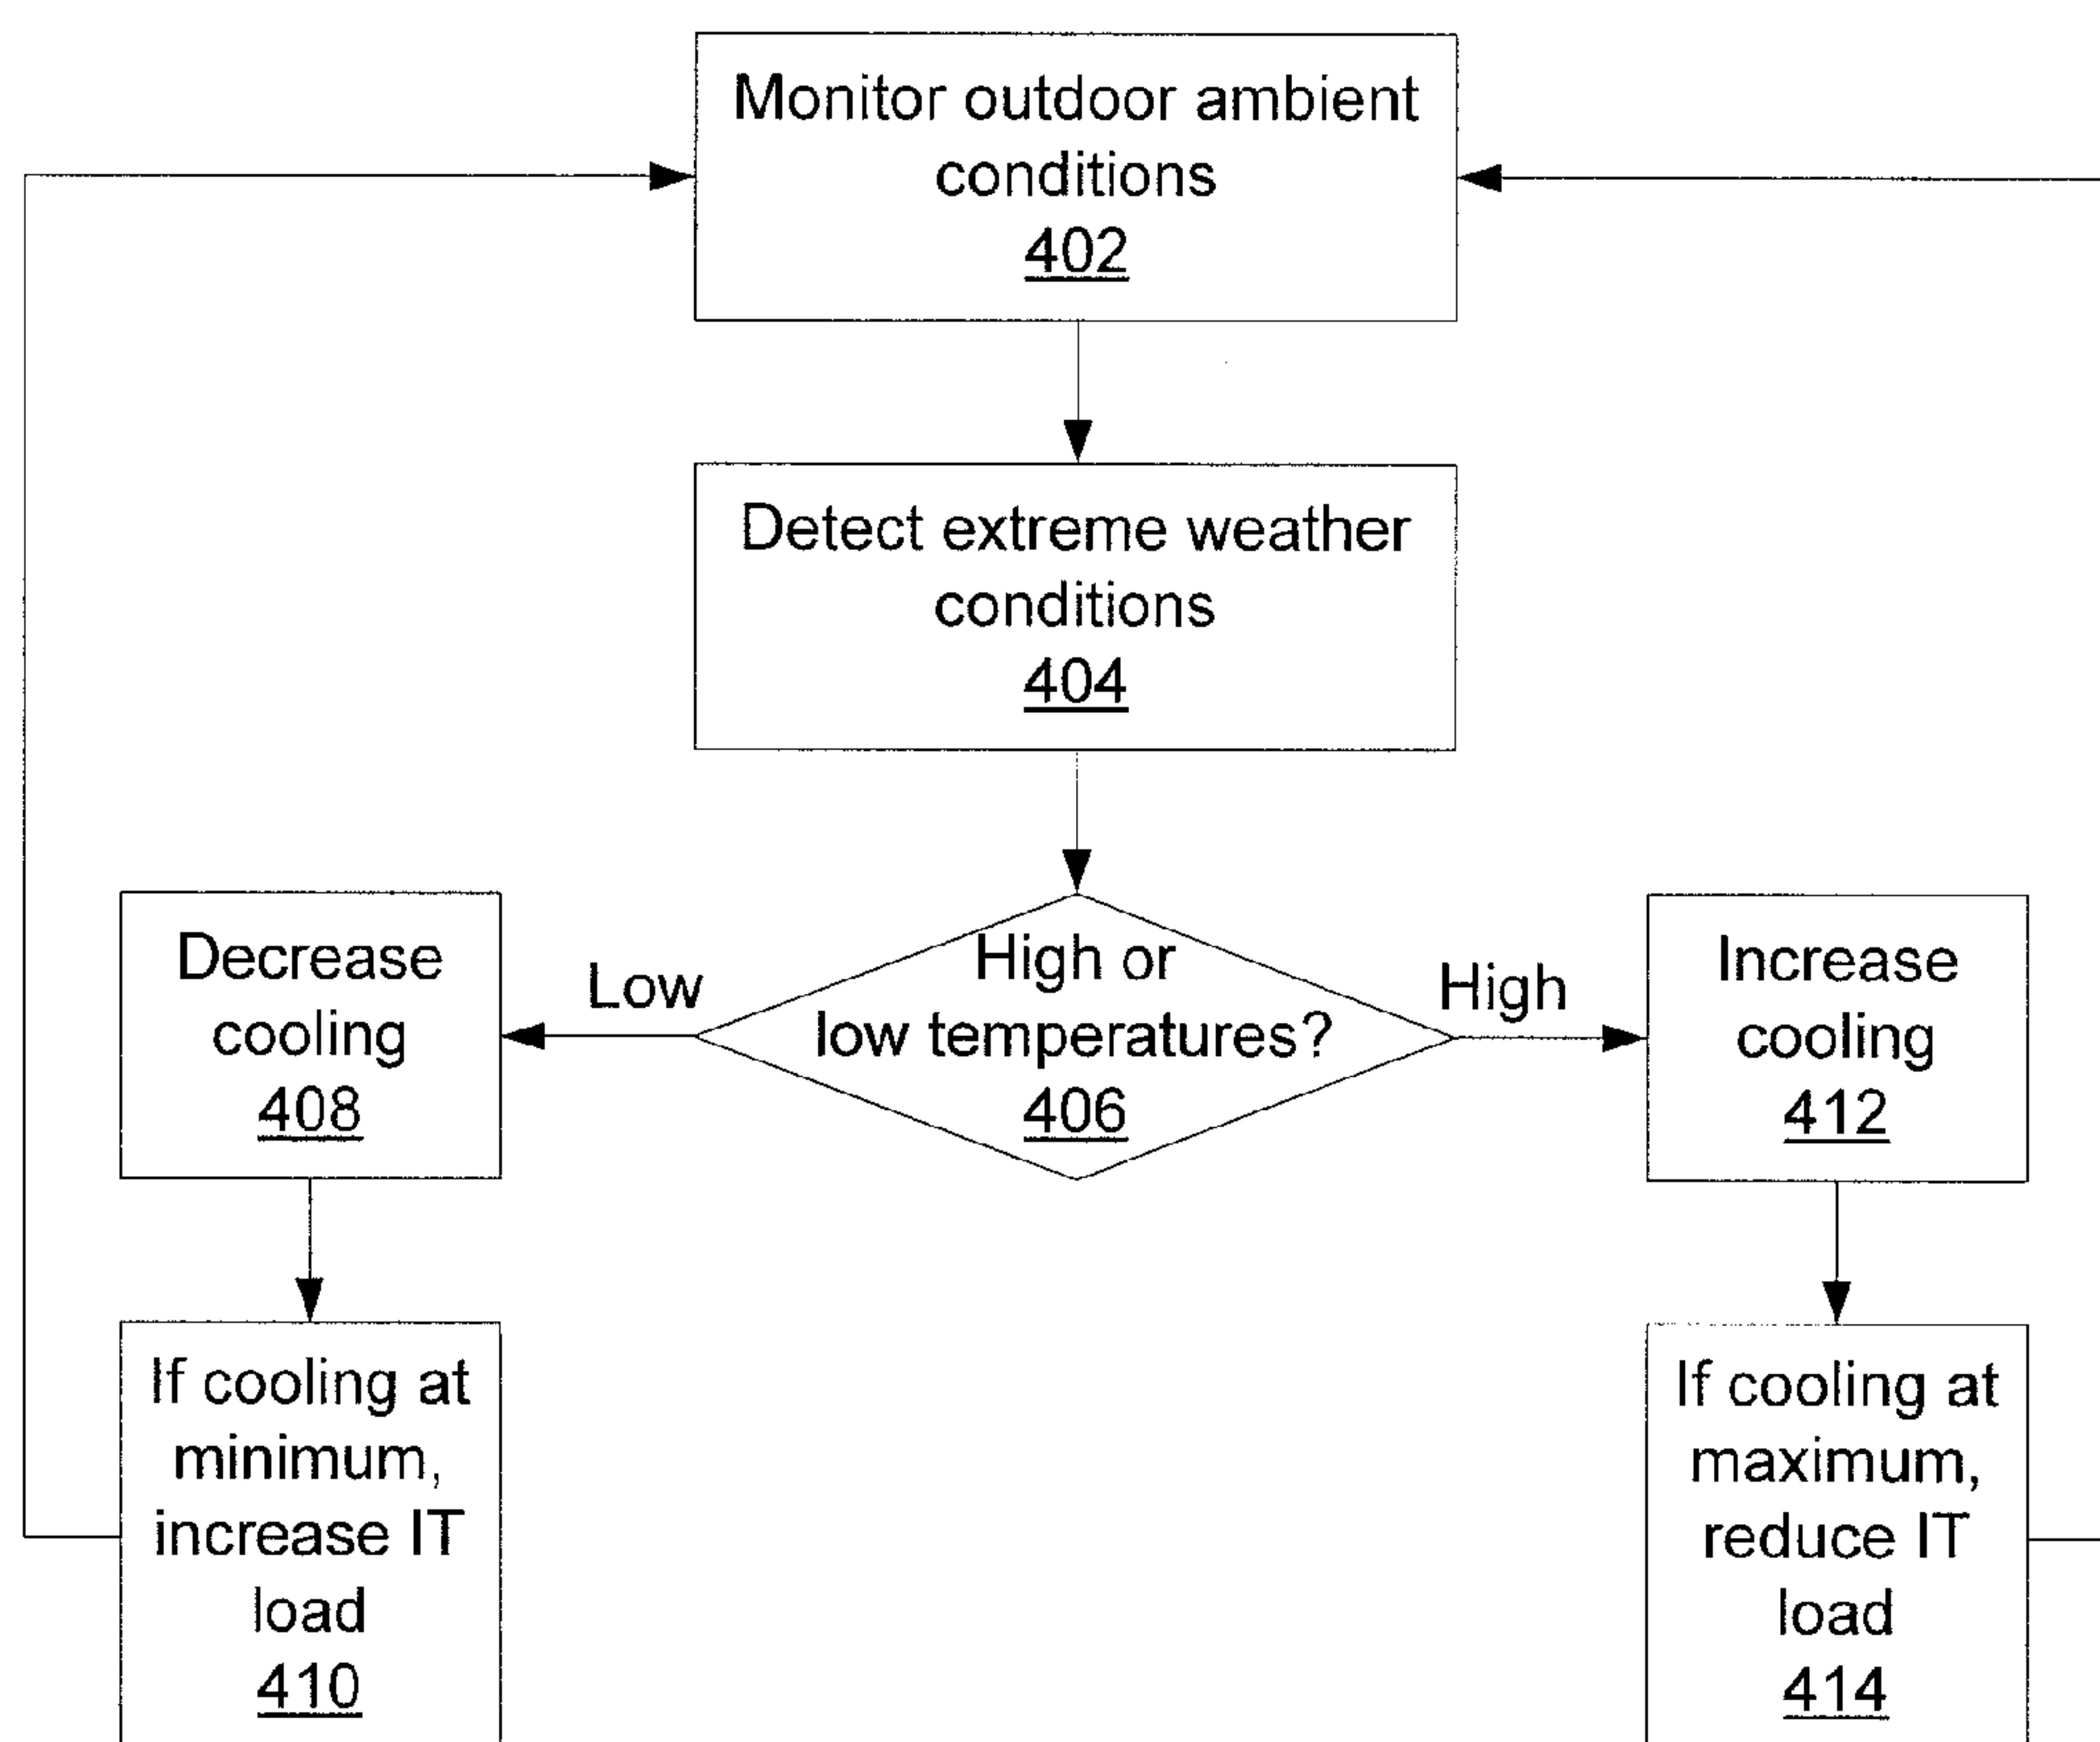 Monitor outdoor ambient
conditions
402
Detect extreme weather
conditions
404
High or
low temperatures?
406
Low
High
Decrease
cooling
408
Increase
cooling
412
If cooling at
minimum,
increase IT
load
410
If cooling at
maximum,
reduce IT
load
414